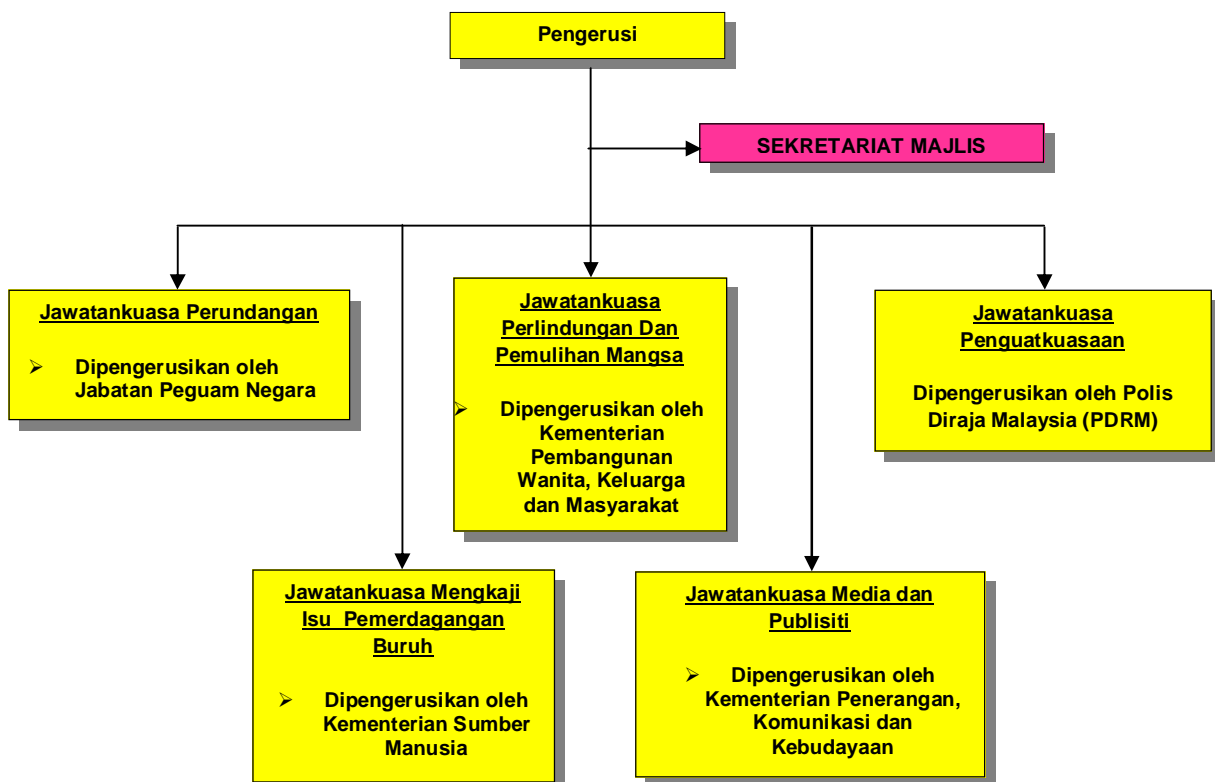 Pengerusi
SEKRETARIAT MAJLIS
Jawatankuasa Perundangan
➢ Dipengerusikan oleh
Jabatan Peguam Negara
Jawatankuasa
Perlindungan Dan
Pemulihan Mangsa
➢ Dipengerusikan oleh
Kementerian
Pembangunan
Wanita, Keluarga
dan Masyarakat
Jawatankuasa
Penguatkuasaan
Dipengerusikan oleh Polis
Diraja Malaysia (PDRM)
Jawatankuasa Mengkaji
Isu Pemerdagangan
Buruh
➢ Dipengerusikan oleh
Kementerian Sumber
Manusia
Jawatankuasa Media dan
Publisiti
➢ Dipengerusikan oleh
Kementerian Penerangan,
Komunikasi dan
Kebudayaan